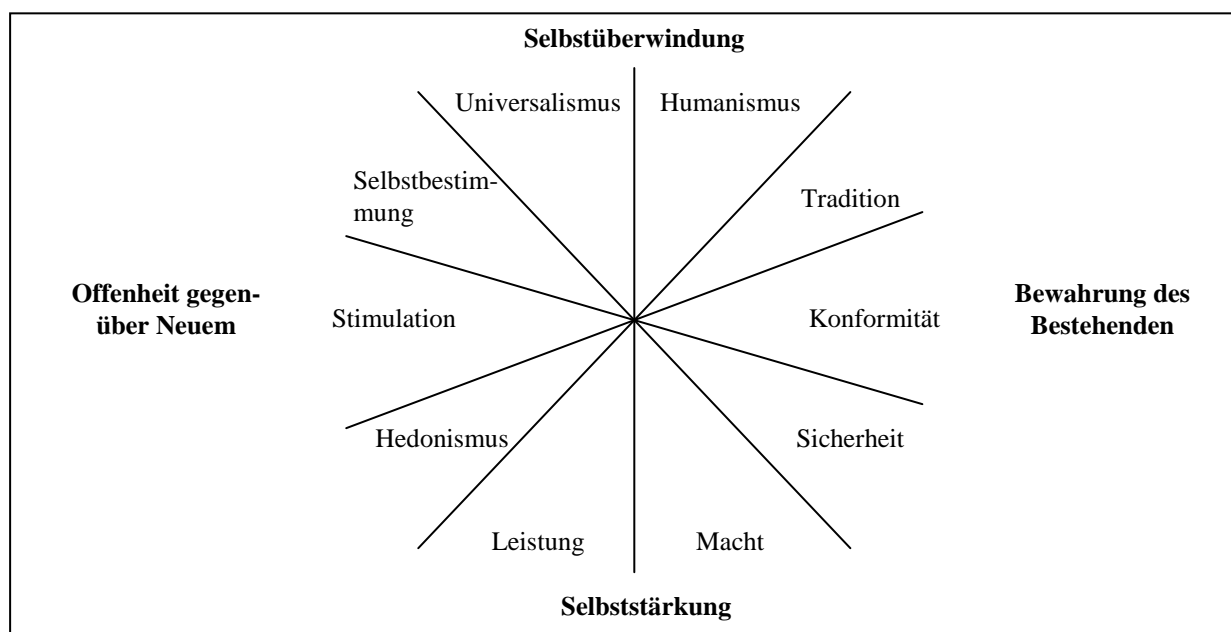 Selbstüberwindung
Universalismus
Humanismus
Selbstbestim-
mung
Tradition
Offenheit gegen-
über Neuem
Stimulation
Konformität
Bewahrung des
Bestehenden
Hedonismus
Sicherheit
Leistung
Macht
Selbststärkung